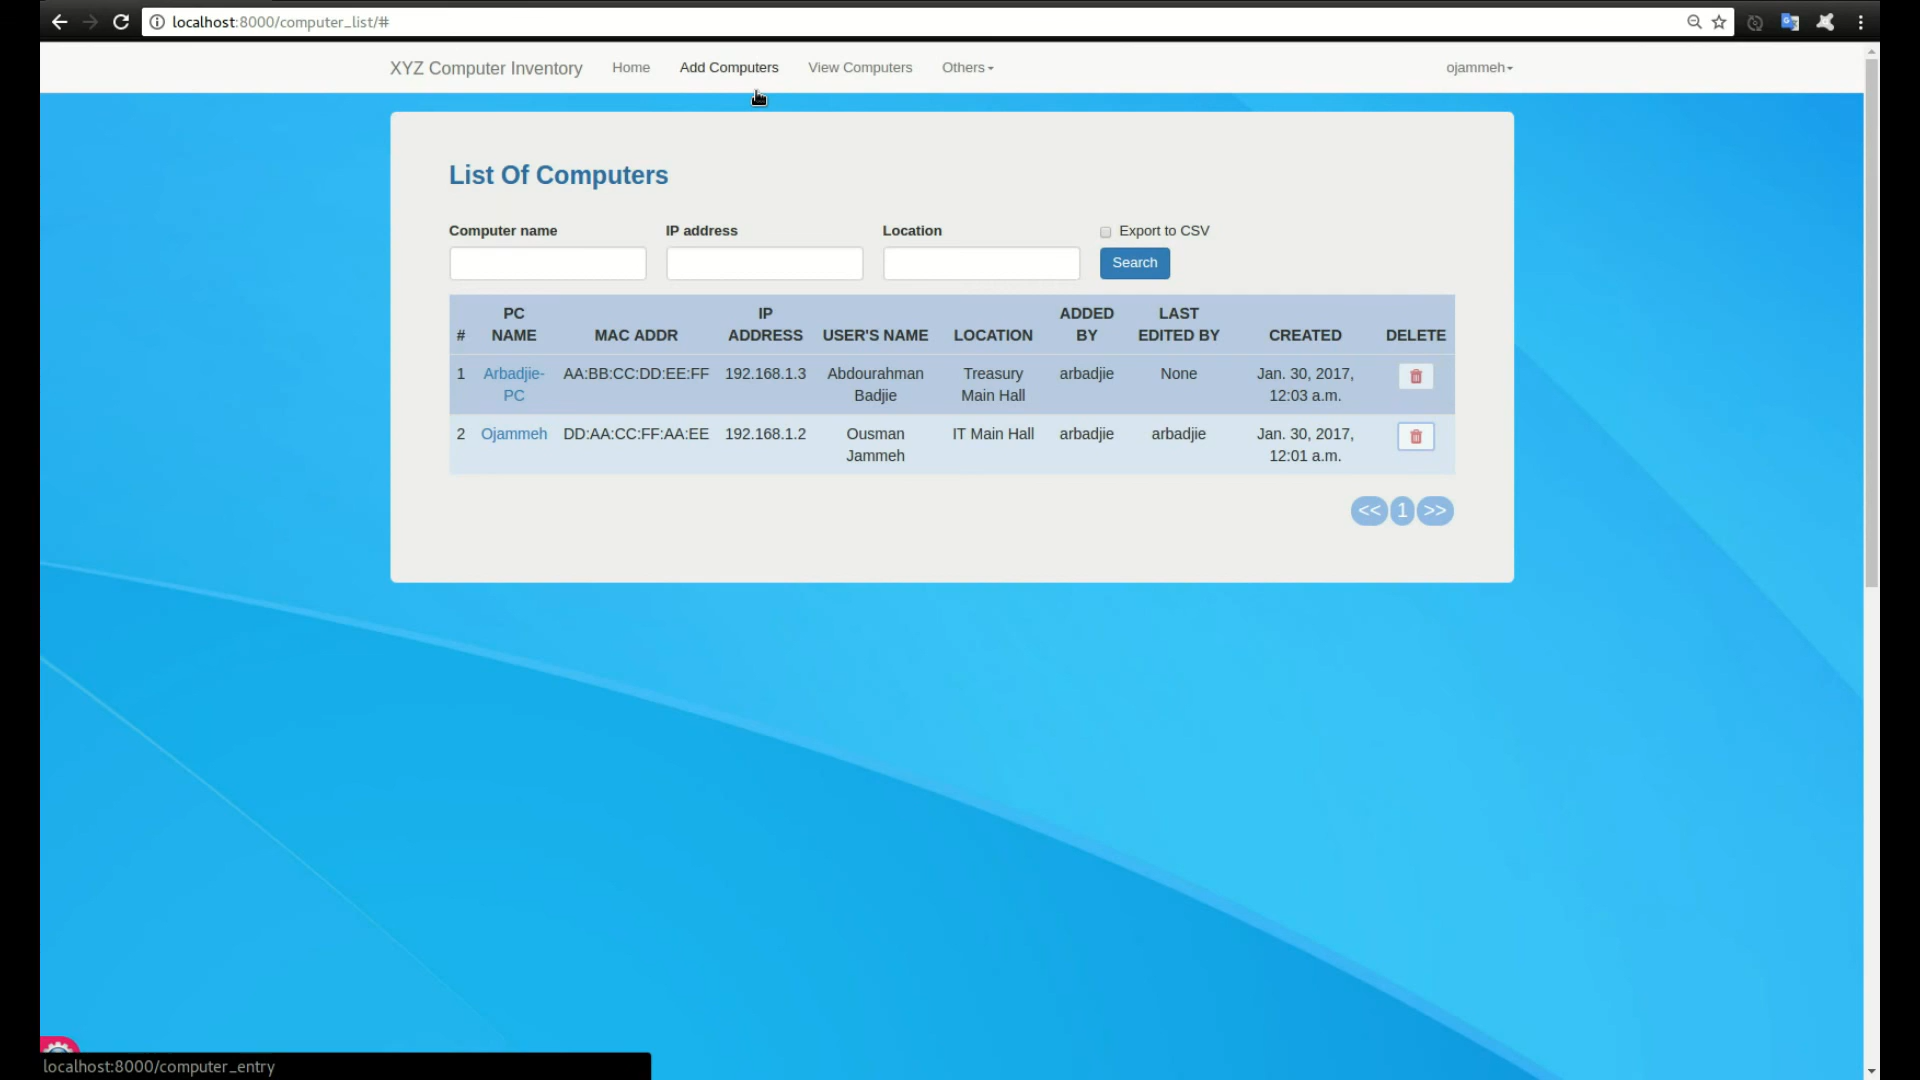 localhost:8000/computer_list/#
XYZ Computer Inventory Home Add Computers View Computers Others ojammeh
List Of Computers
Computer name IP address Location Export to CSV
Search
# PC NAME MAC ADDR IP ADDRESS USER'S NAME LOCATION ADDED BY LAST EDITED BY CREATED DELETE
1 Arbadjie-PC AA:BB:CC:DD:EE:FF 192.168.1.3 Abdourahman Badjie Treasury Main Hall arbadjie None Jan. 30, 2017, 12:03 a.m.
2 Ojammeh DD:AA:CC:FF:AA:EE 192.168.1.2 Ousman Jammeh IT Main Hall arbadjie arbadjie Jan. 30, 2017, 12:01 a.m.
<< 1 >>
localhost:8000/computer_entry